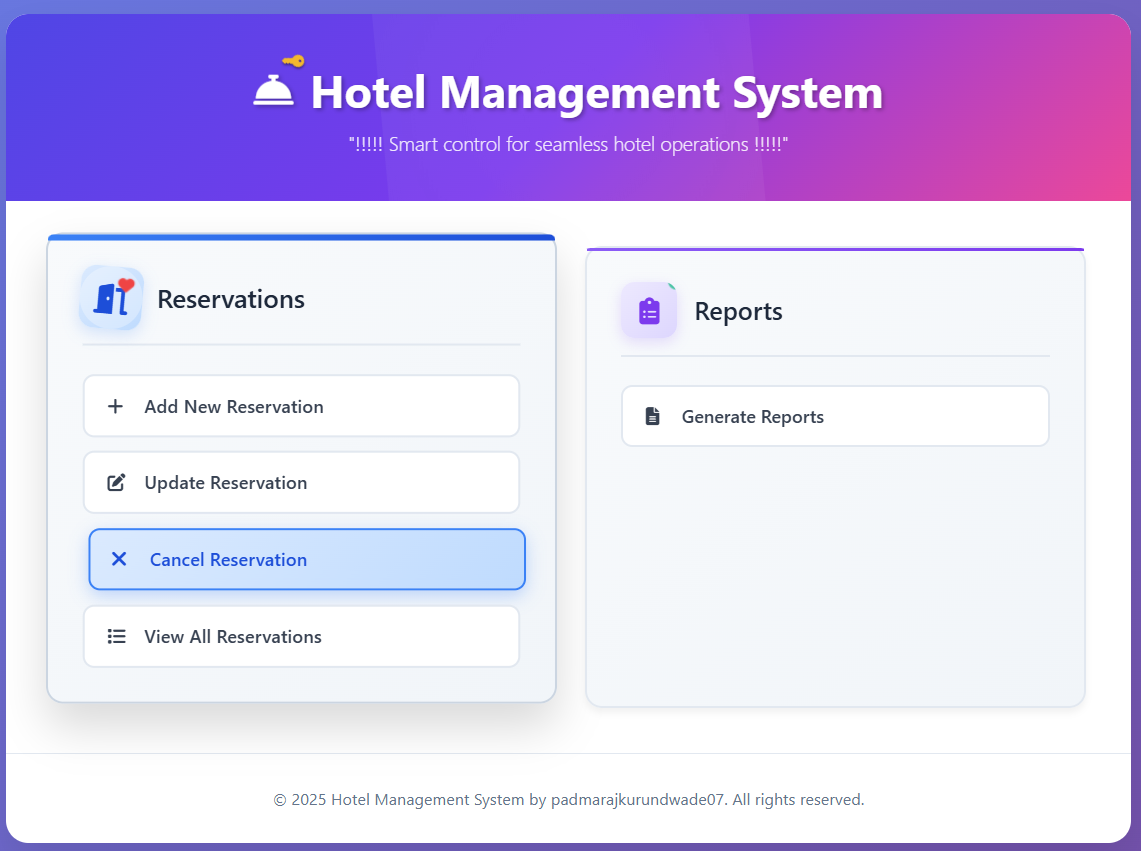 Hotel Management System
"!!!!! Smart control for seamless hotel operations !!!!!"
Reservations
Add New Reservation
Update Reservation
Cancel Reservation
View All Reservations
Reports
Generate Reports
© 2025 Hotel Management System by padmarajkurundwade07. All rights reserved.